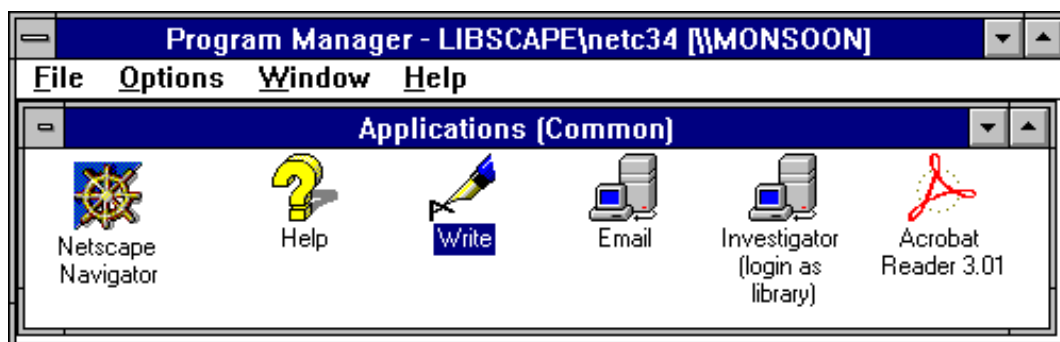 Program Manager - LIBSCAPE\netc34 [\\MONSOON]
File Options Window Help
Applications (Common)
Netscape Navigator
Help
Write
Email
Investigator (login as library)
Acrobat Reader 3.01